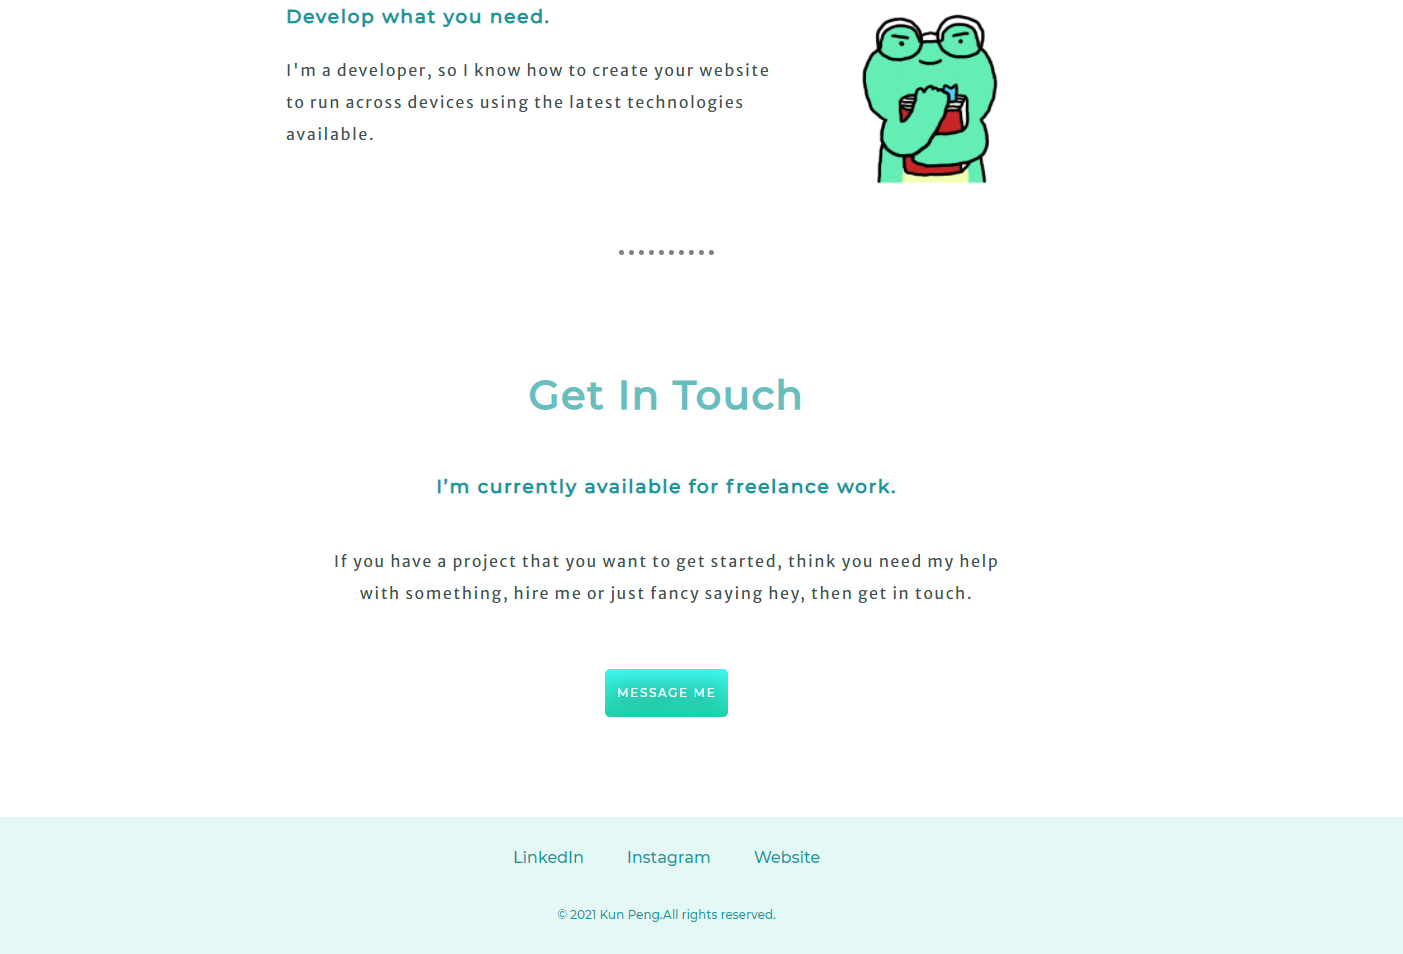 Develop what you need.
I'm a developer, so I know how to create your website
to run across devices using the latest technologies
available.
Get In Touch
I’m currently available for freelance work.
If you have a project that you want to get started, think you need my help
with something, hire me or just fancy saying hey, then get in touch.
MESSAGE ME
LinkedIn Instagram Website
© 2021 Kun Peng.All rights reserved.